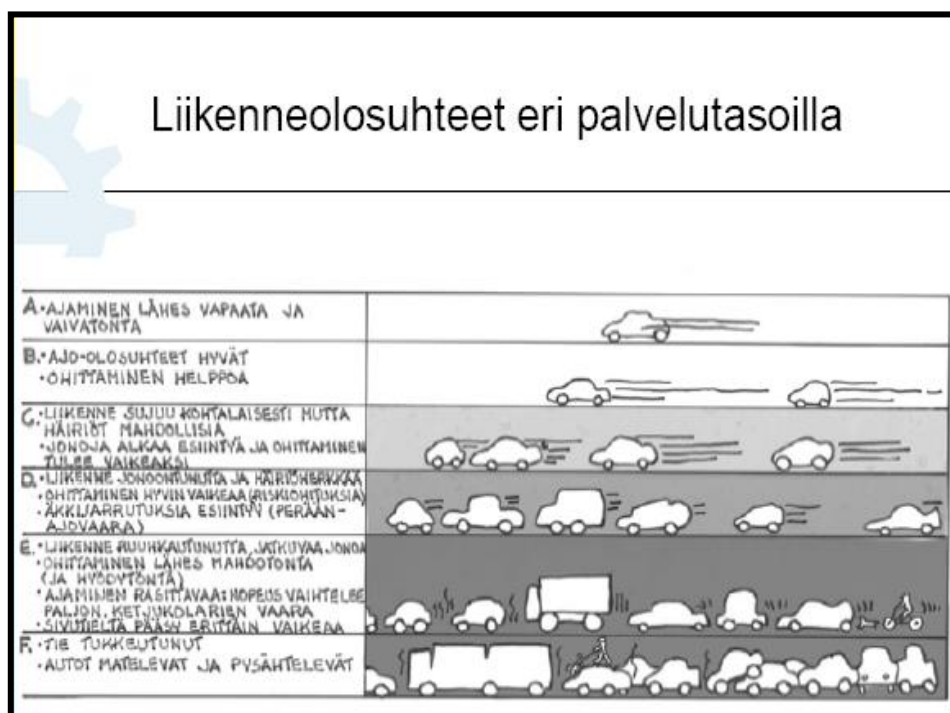 Liikenneolosuhteet eri palvelutasoilla
A. • AJAMINEN LÄHES VAPAATA JA
VAIVATONTA
B. • AJO-OLOSUHTEET HYVÄT
• OHITTAMINEN HELPPOA
C. • LIIKENNE SUJUU KOHTALAISESTI MUTTA
HÄIRIÖT MAHDOLLISIA
• JONOJA ALKAA ESIINTYÄ JA OHITTAMINEN
TULEE VAIKEAKSI
D. • LIIKENNE JONOONTUNUTTA JA HÄIRIÖHERKKÄÄ
• OHITTAMINEN HYVIN VAIKEAA (RISKIOHITUKSIA)
• ÄKKIJARRUTUKSIA ESIINTYY (PERÄÄN-
AJOVAARA)
E. • LIIKENNE RUUHKAUTUNUTTA, JATKUVAA JONOA
• OHITTAMINEN LÄHES MAHDOTONTA
(JA HYÖDYTÖNTÄ)
• AJAMINEN RASITTAVAA: NOPEUS VAIHTELEE
PALJON, KETJUKOLARIEN VAARA
• SIVUTIELTÄ PÄÄSY ERITTÄIN VAIKEAA
F. • TIE TUKKEUTUNUT
• AUTOT MATELEVAT JA PYSÄHTELEVÄT